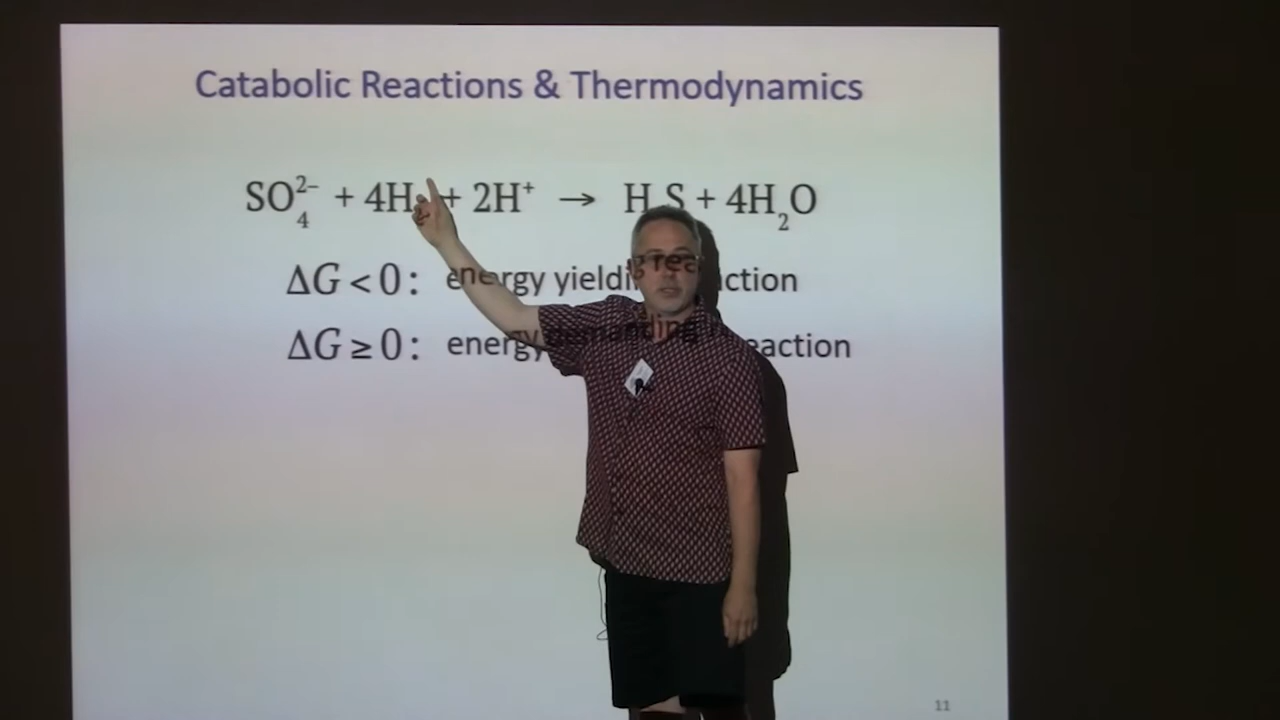 Catabolic Reactions & Thermodynamics
SO₄²⁻ + 4H₂ + 2H⁺ → H₂S + 4H₂O
ΔG < 0 : energy yielding reaction
ΔG ≥ 0 : energy demanding reaction
11